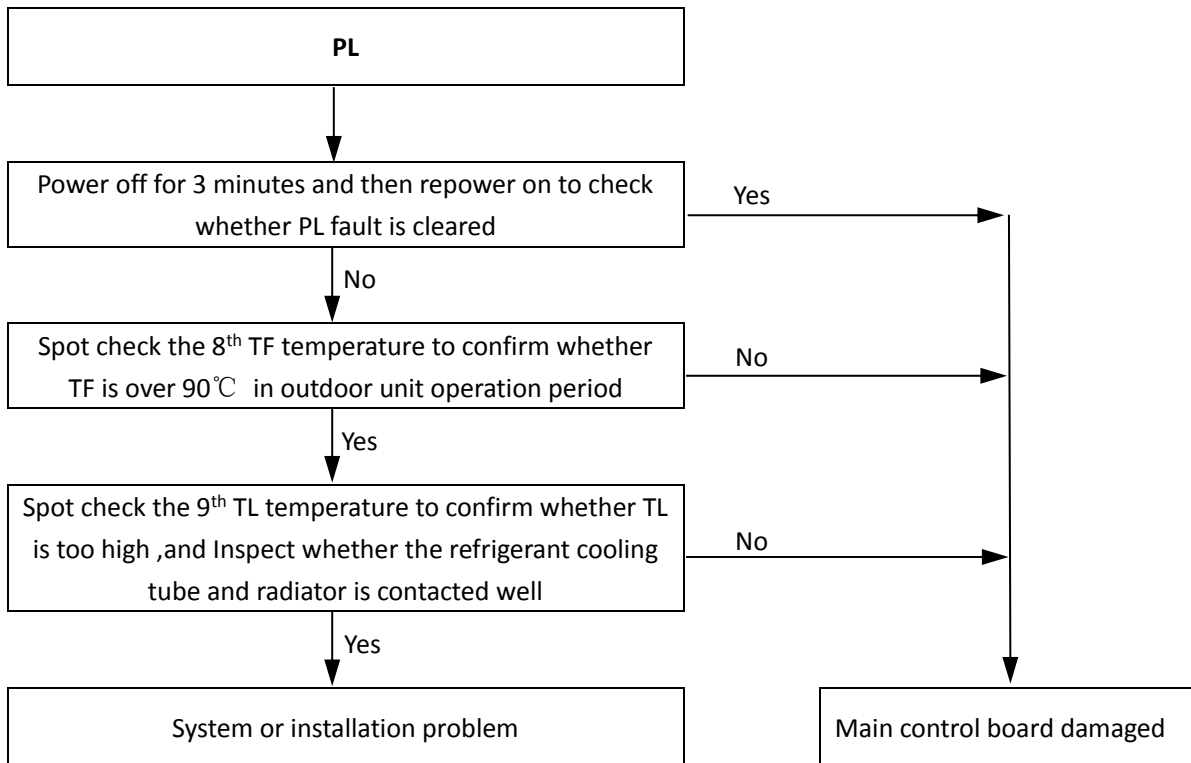 PL
Power off for 3 minutes and then repower on to check
whether PL fault is cleared
Yes
No
Spot check the 8th TF temperature to confirm whether
TF is over 90℃ in outdoor unit operation period
No
Yes
Spot check the 9th TL temperature to confirm whether TL
is too high ,and Inspect whether the refrigerant cooling
tube and radiator is contacted well
No
Yes
System or installation problem
Main control board damaged